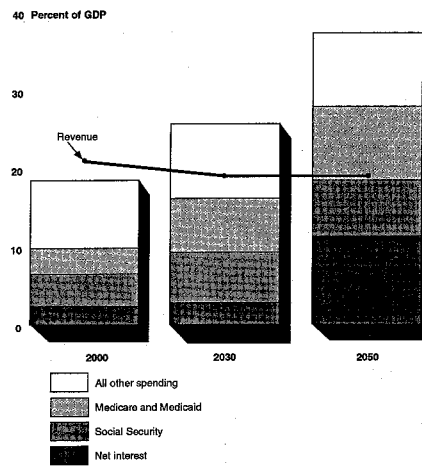 40 Percent of GDP
30
Revenue
20
10
0
2000 2030 2050
All other spending
Medicare and Medicaid
Social Security
Net interest